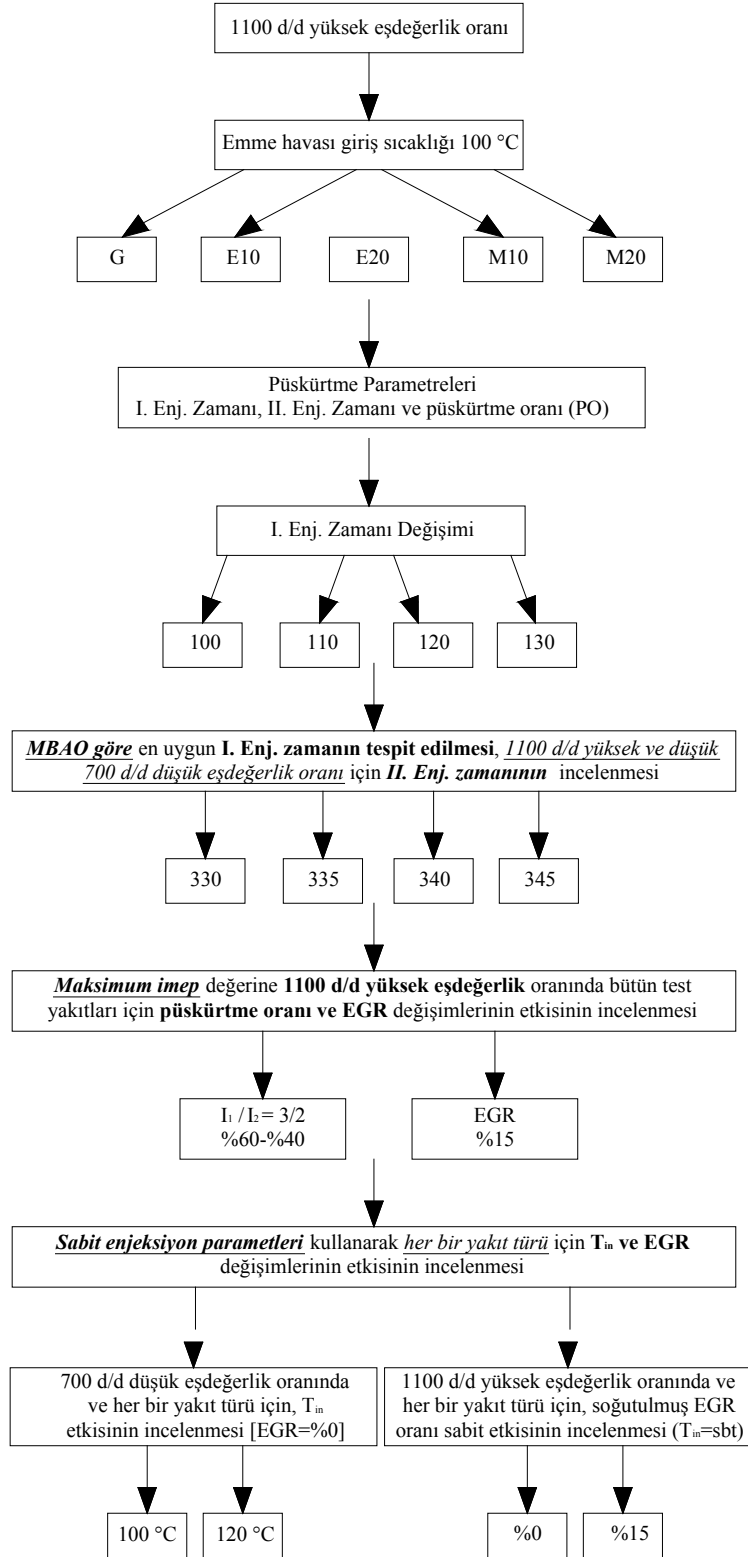 1100 d/d yüksek eşdeğerlik oranı
Emme havası giriş sıcaklığı 100 °C
G
E10
E20
M10
M20
Püskürtme Parametreleri
I. Enj. Zamanı, II. Enj. Zamanı ve püskürtme oranı (PO)
I. Enj. Zamanı Değişimi
100
110
120
130
MBAO göre en uygun I. Enj. zamanın tespit edilmesi, 1100 d/d yüksek ve düşük
700 d/d düşük eşdeğerlik oranı için II. Enj. zamanının incelenmesi
330
335
340
345
Maksimum imep değerine 1100 d/d yüksek eşdeğerlik oranında bütün test
yakıtları için püskürtme oranı ve EGR değişimlerinin etkisinin incelenmesi
I₁ / I₂ = 3/2
%60-%40
EGR
%15
Sabit enjeksiyon parametleri kullanarak her bir yakıt türü için Tin ve EGR
değişimlerinin etkisinin incelenmesi
700 d/d düşük eşdeğerlik oranında
ve her bir yakıt türü için, Tin
etkisinin incelenmesi [EGR=%0]
1100 d/d yüksek eşdeğerlik oranında ve
her bir yakıt türü için, soğutulmuş EGR
oranı sabit etkisinin incelenmesi (Tin=sbt)
100 °C
120 °C
%0
%15